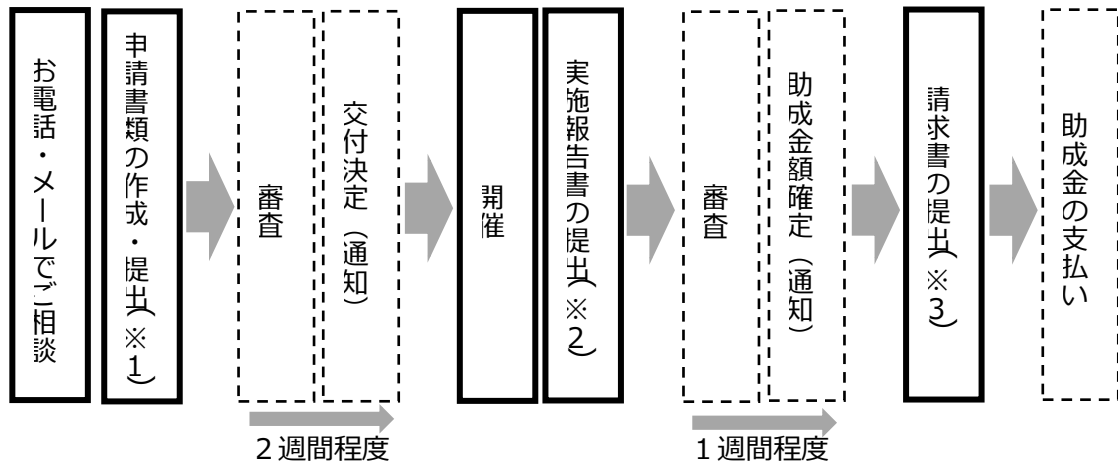 お電話・メールでご相談
申請書類の作成・提出(※1)
審査
交付決定（通知）
開催
実施報告書の提出(※2)
審査
助成金額確定（通知）
請求書の提出(※3)
助成金の支払い
2週間程度
1週間程度